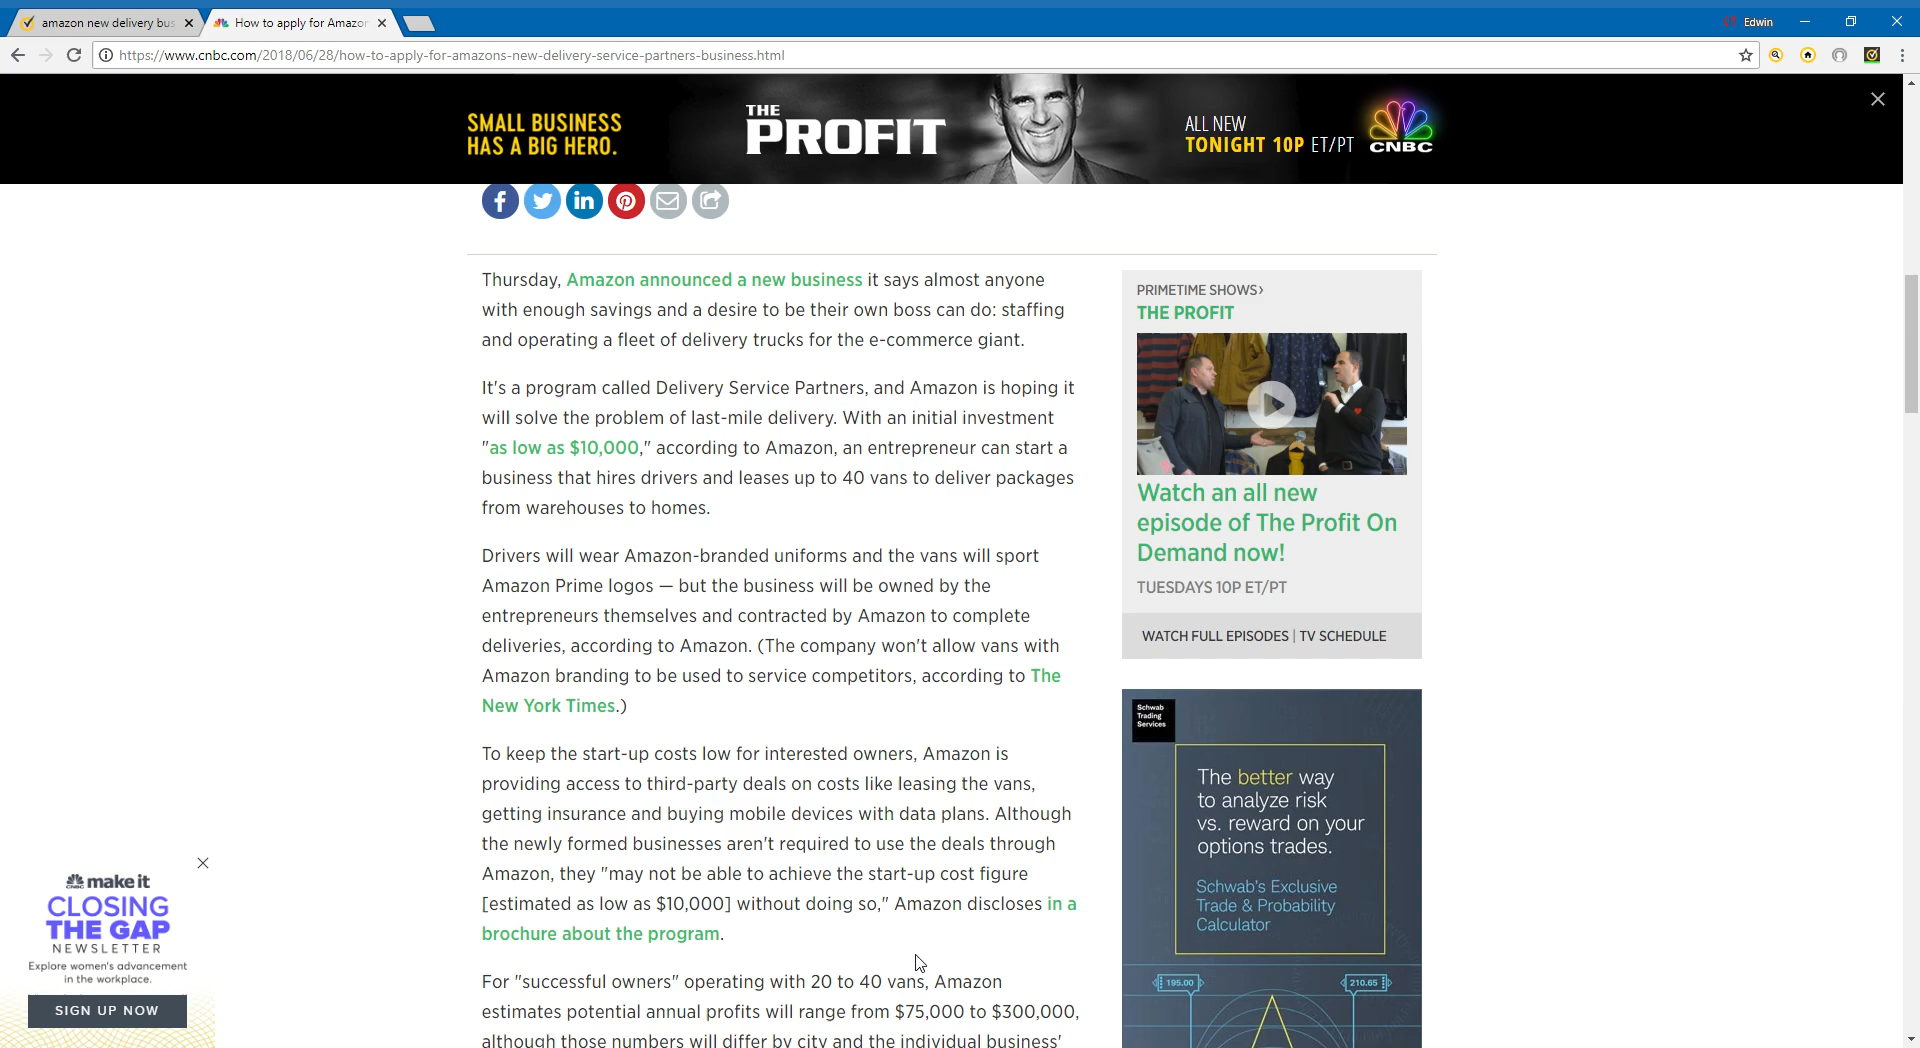 amazon new delivery bus
How to apply for Amazon
Edwin
https://www.cnbc.com/2018/06/28/how-to-apply-for-amazons-new-delivery-service-partners-business.html
SMALL BUSINESS
HAS A BIG HERO.
THE
PROFIT
ALL NEW
TONIGHT 10P ET/PT
CNBC
Thursday, Amazon announced a new business it says almost anyone
with enough savings and a desire to be their own boss can do: staffing
and operating a fleet of delivery trucks for the e-commerce giant.
It's a program called Delivery Service Partners, and Amazon is hoping it
will solve the problem of last-mile delivery. With an initial investment
"as low as $10,000," according to Amazon, an entrepreneur can start a
business that hires drivers and leases up to 40 vans to deliver packages
from warehouses to homes.
Drivers will wear Amazon-branded uniforms and the vans will sport
Amazon Prime logos — but the business will be owned by the
entrepreneurs themselves and contracted by Amazon to complete
deliveries, according to Amazon. (The company won't allow vans with
Amazon branding to be used to service competitors, according to The
New York Times.)
To keep the start-up costs low for interested owners, Amazon is
providing access to third-party deals on costs like leasing the vans,
getting insurance and buying mobile devices with data plans. Although
the newly formed businesses aren't required to use the deals through
Amazon, they "may not be able to achieve the start-up cost figure
[estimated as low as $10,000] without doing so," Amazon discloses in a
brochure about the program.
For "successful owners" operating with 20 to 40 vans, Amazon
estimates potential annual profits will range from $75,000 to $300,000,
although those numbers will differ by city and the individual business'
PRIMETIME SHOWS›
THE PROFIT
Watch an all new
episode of The Profit On
Demand now!
TUESDAYS 10P ET/PT
WATCH FULL EPISODES | TV SCHEDULE
Schwab
Trading
Services
The better way
to analyze risk
vs. reward on your
options trades.
Schwab's Exclusive
Trade & Probability
Calculator
195.00
210.65
CNBC make it
CLOSING
THE GAP
NEWSLETTER
Explore women's advancement
in the workplace.
SIGN UP NOW